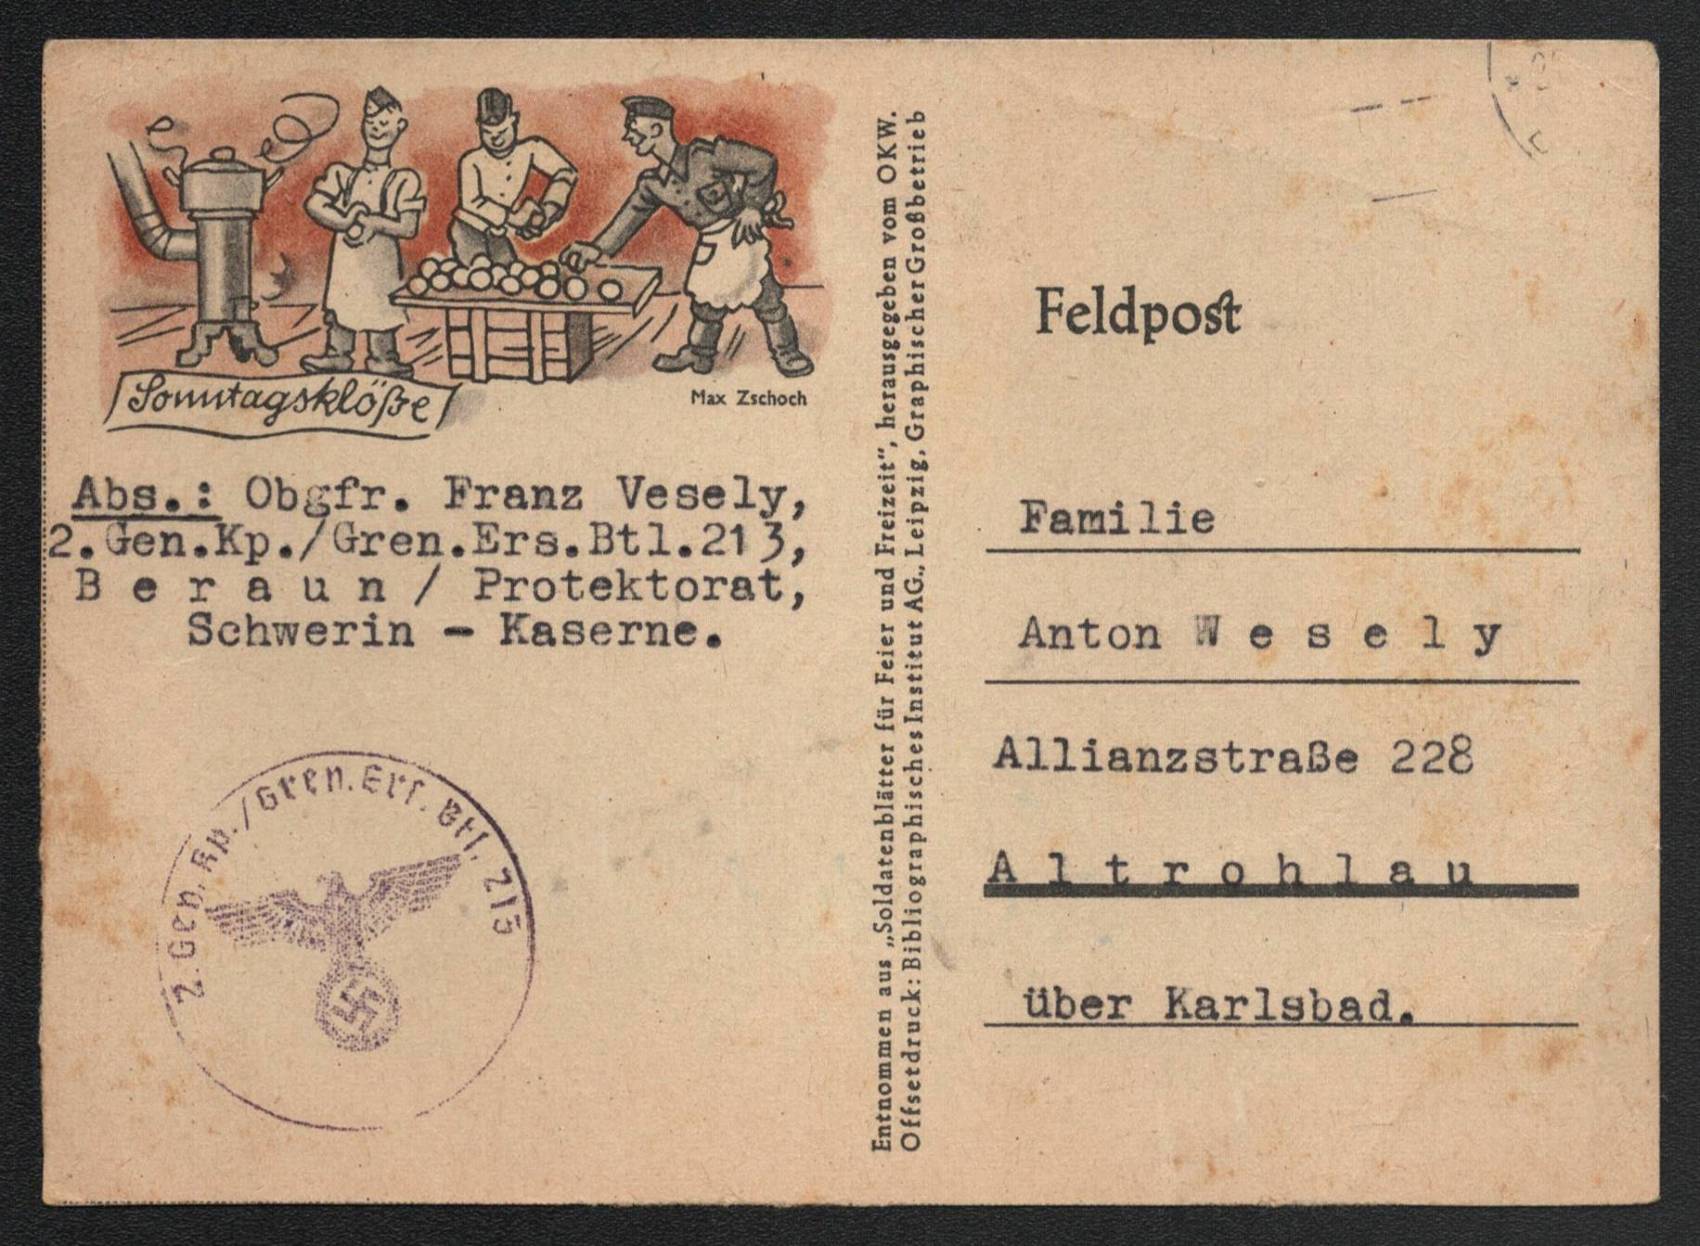 Sonntagsklöße
Max Zschoch
Abs.: Obgfr. Franz Vesely,
2.Gen.Kp./Gren.Ers.Btl.213,
B e r a u n / Protektorat,
Schwerin - Kaserne.
2. Gen. Kp./Gren. Ers. Btl. 213
Entnommen aus „Soldatenblätter für Feier und Freizeit“, herausgegeben vom OKW.
Offsetdruck: Bibliographisches Institut AG., Leipzig, Graphischer Großbetrieb
Feldpost
Familie
Anton W e s e l y
Allianzstraße 228
A l t r o h l a u
über Karlsbad.